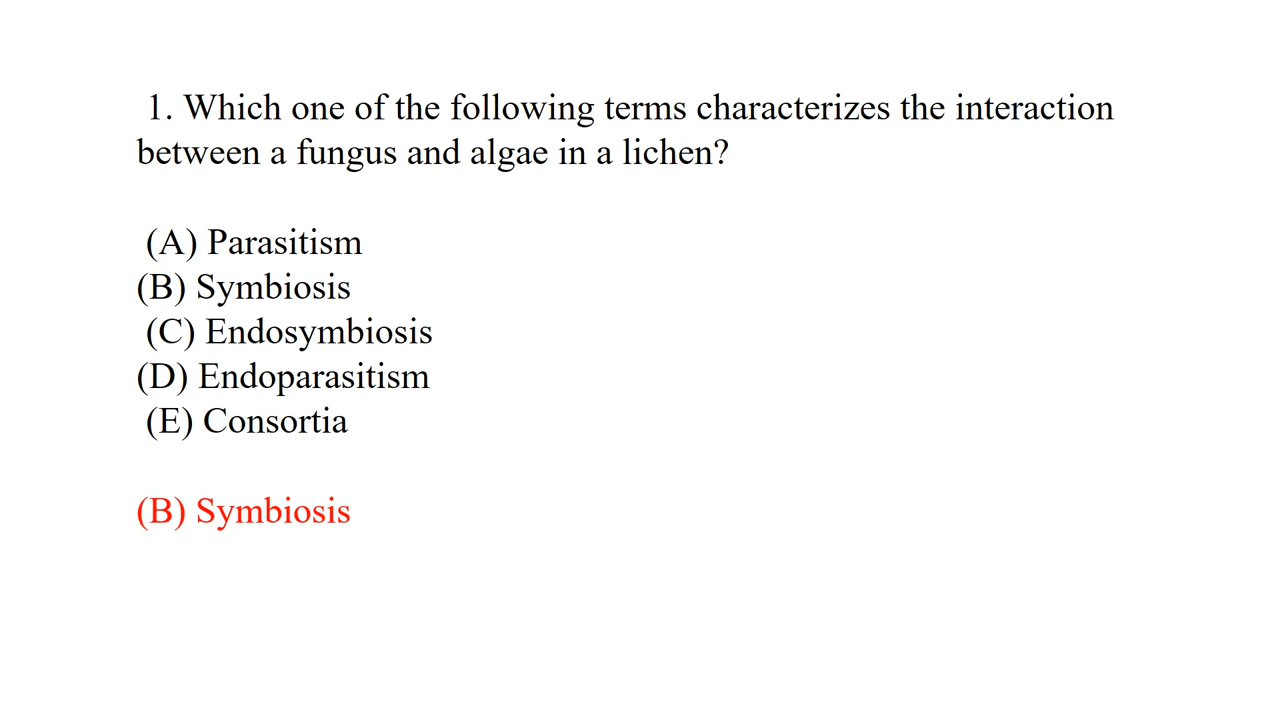 1. Which one of the following terms characterizes the interaction
between a fungus and algae in a lichen?
(A) Parasitism
(B) Symbiosis
(C) Endosymbiosis
(D) Endoparasitism
(E) Consortia
(B) Symbiosis